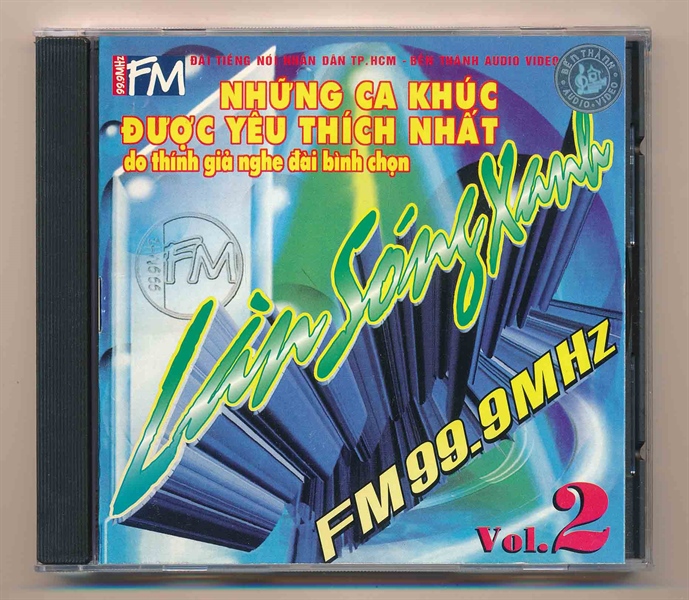 99.9MHz
FM
ĐÀI TIẾNG NÓI NHÂN DÂN TP.HCM - BẾN THÀNH AUDIO VIDEO
BẾN THÀNH
AUDIO • VIDEO
NHỮNG CA KHÚC
ĐƯỢC YÊU THÍCH NHẤT
do thính giả nghe đài bình chọn
FM
Làn Sóng Xanh
FM 99.9MHz
Vol.2